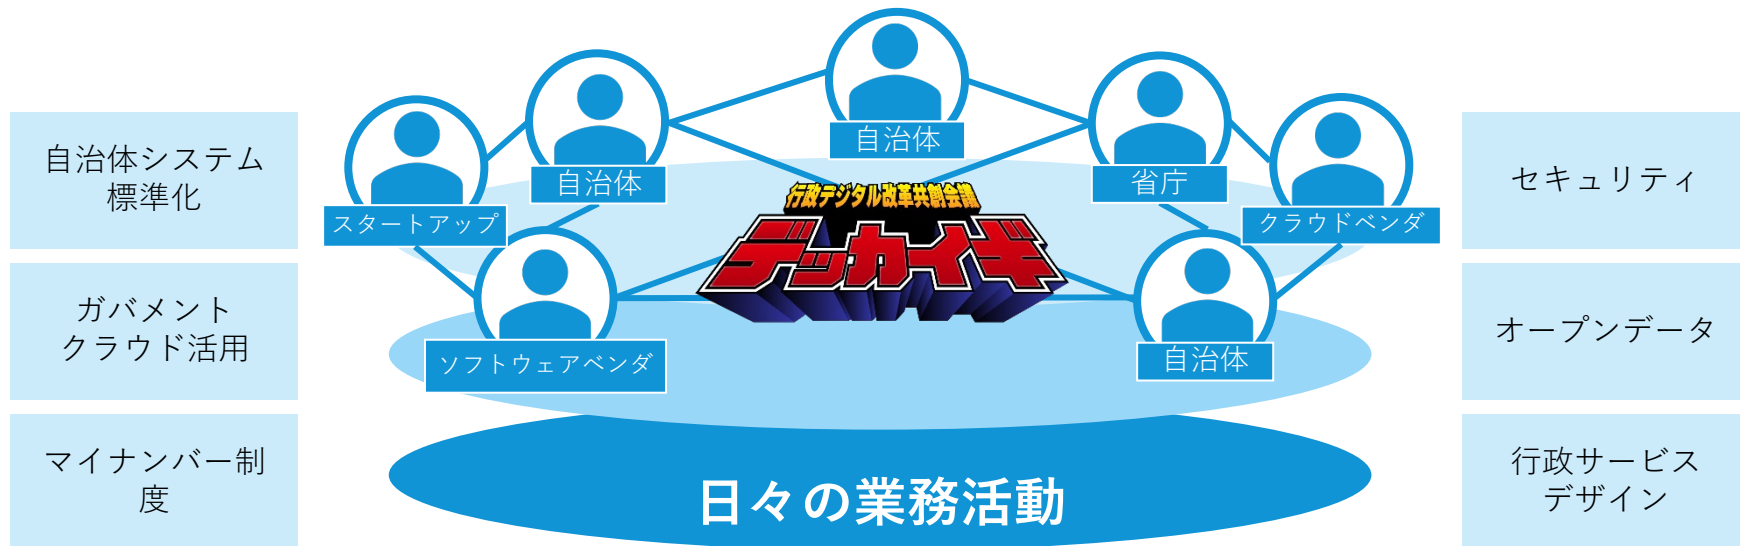 自治体システム
標準化
ガバメント
クラウド活用
マイナンバー制
度
自治体
自治体
省庁
スタートアップ
クラウドベンダ
行政デジタル改革共創会議
デッカイギ
ソフトウェアベンダ
自治体
日々の業務活動
セキュリティ
オープンデータ
行政サービス
デザイン